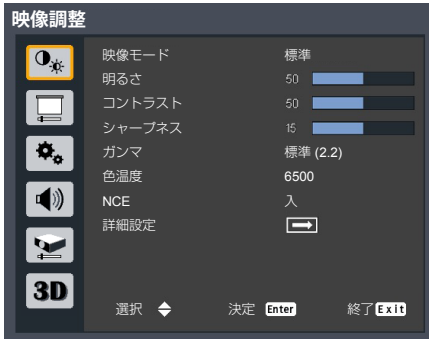 映像調整
映像モード 標準
明るさ 50
コントラスト 50
シャープネス 15
ガンマ 標準 (2.2)
色温度 6500
NCE 入
詳細設定
3D
選択 決定 Enter 終了 Exit